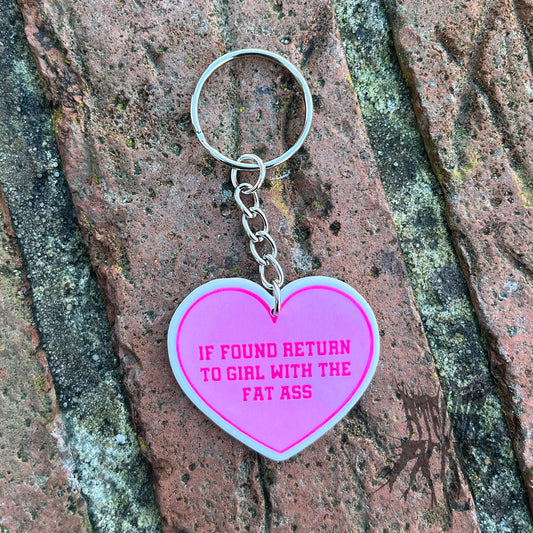 IF FOUND RETURN
TO GIRL WITH THE
FAT ASS